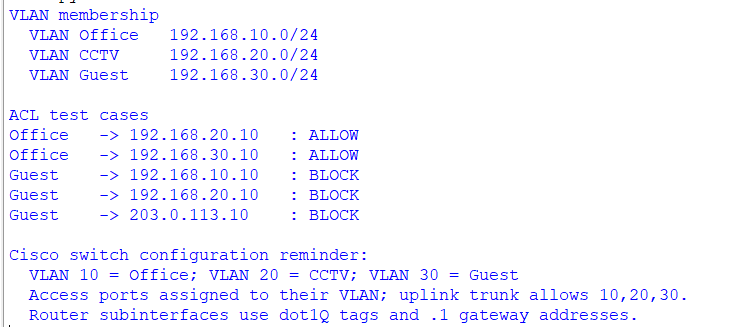 VLAN membership
  VLAN Office   192.168.10.0/24
  VLAN CCTV     192.168.20.0/24
  VLAN Guest    192.168.30.0/24

ACL test cases
Office   -> 192.168.20.10   : ALLOW
Office   -> 192.168.30.10   : ALLOW
Guest    -> 192.168.10.10   : BLOCK
Guest    -> 192.168.20.10   : BLOCK
Guest    -> 203.0.113.10    : BLOCK

Cisco switch configuration reminder:
  VLAN 10 = Office; VLAN 20 = CCTV; VLAN 30 = Guest
  Access ports assigned to their VLAN; uplink trunk allows 10,20,30.
  Router subinterfaces use dot1Q tags and .1 gateway addresses.